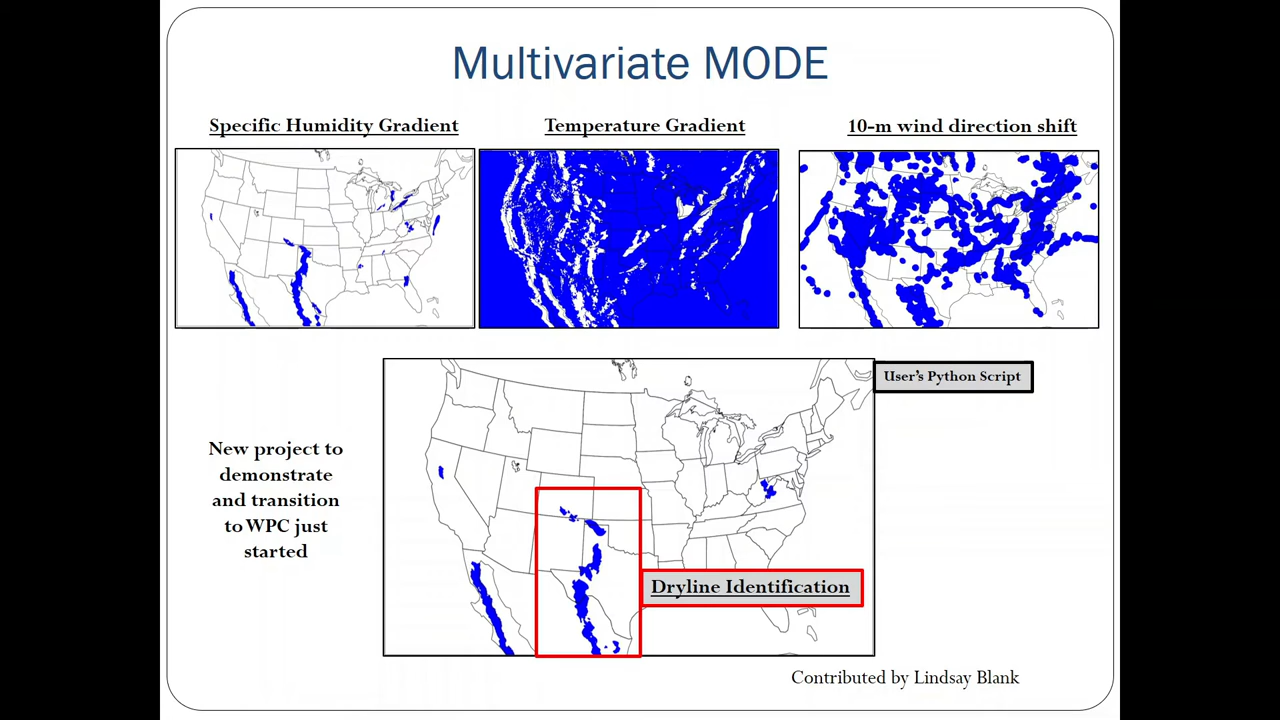 Multivariate MODE
Specific Humidity Gradient
Temperature Gradient
10-m wind direction shift
User's Python Script
New project to
demonstrate
and transition
to WPC just
started
Dryline Identification
Contributed by Lindsay Blank